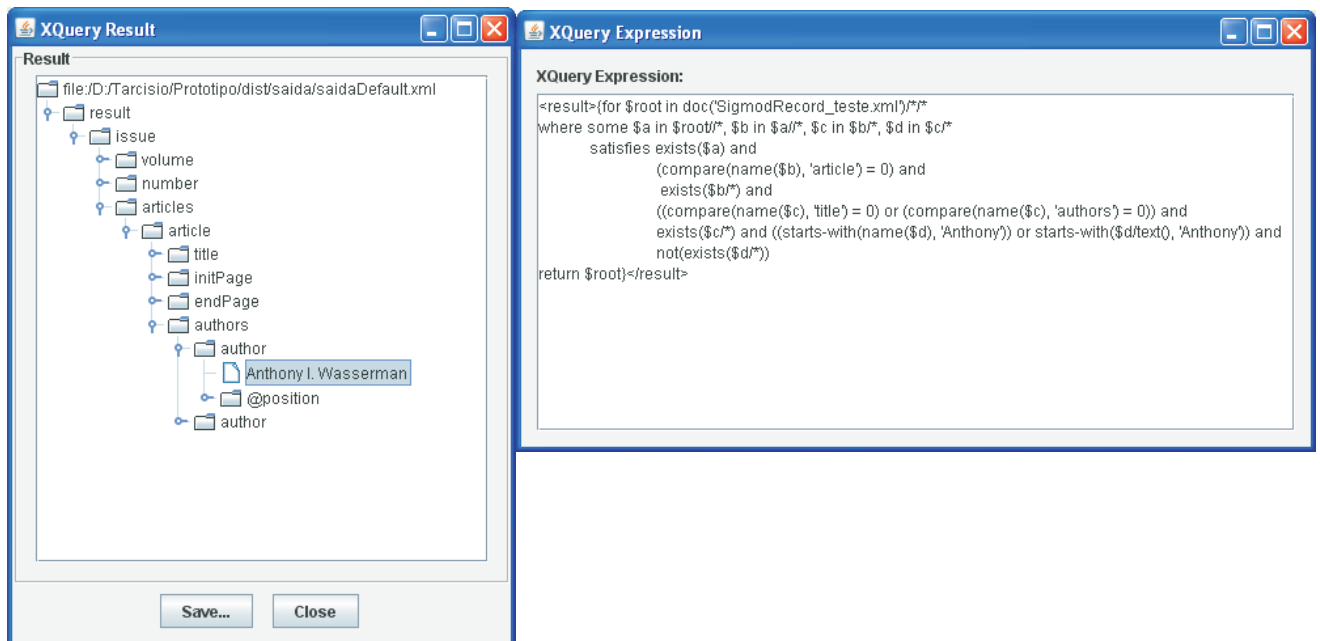 XQuery Result
Result
file:/D:/Tarcisio/Prototipo/dist/saida/saidaDefault.xml
result
issue
volume
number
articles
article
title
initPage
endPage
authors
author
Anthony I. Wasserman
@position
author
Save...
Close
XQuery Expression
XQuery Expression:
<result>{for $root in doc('SigmodRecord_teste.xml')/*/*
where some $a in $root//*, $b in $a//*, $c in $b/*, $d in $c/*
satisfies exists($a) and
(compare(name($b), 'article') = 0) and
exists($b/*) and
((compare(name($c), 'title') = 0) or (compare(name($c), 'authors') = 0)) and
exists($c/*) and ((starts-with(name($d), 'Anthony')) or starts-with($d/text(), 'Anthony')) and
not(exists($d/*))
return $root}</result>